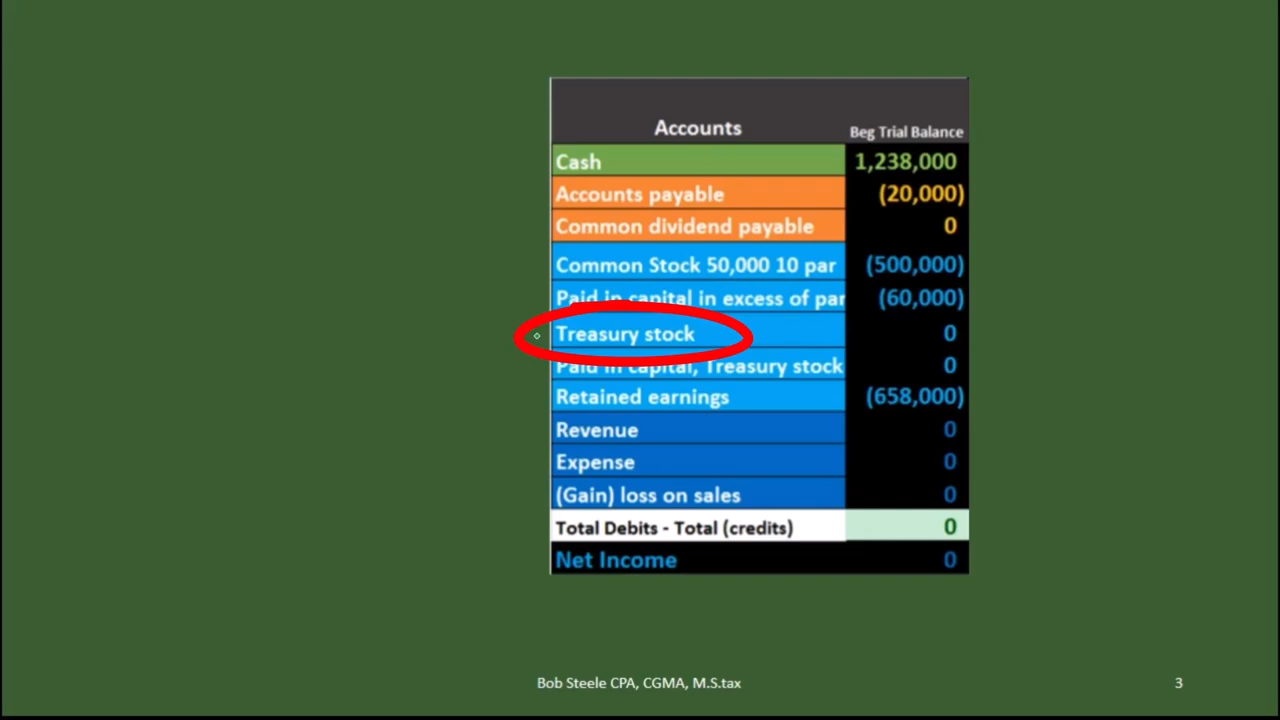 Accounts Beg Trial Balance
Cash 1,238,000
Accounts payable (20,000)
Common dividend payable 0
Common Stock 50,000 10 par (500,000)
Paid in capital in excess of par (60,000)
Treasury stock 0
Paid in capital, Treasury stock 0
Retained earnings (658,000)
Revenue 0
Expense 0
(Gain) loss on sales 0
Total Debits - Total (credits) 0
Net Income 0
Bob Steele CPA, CGMA, M.S.tax 3